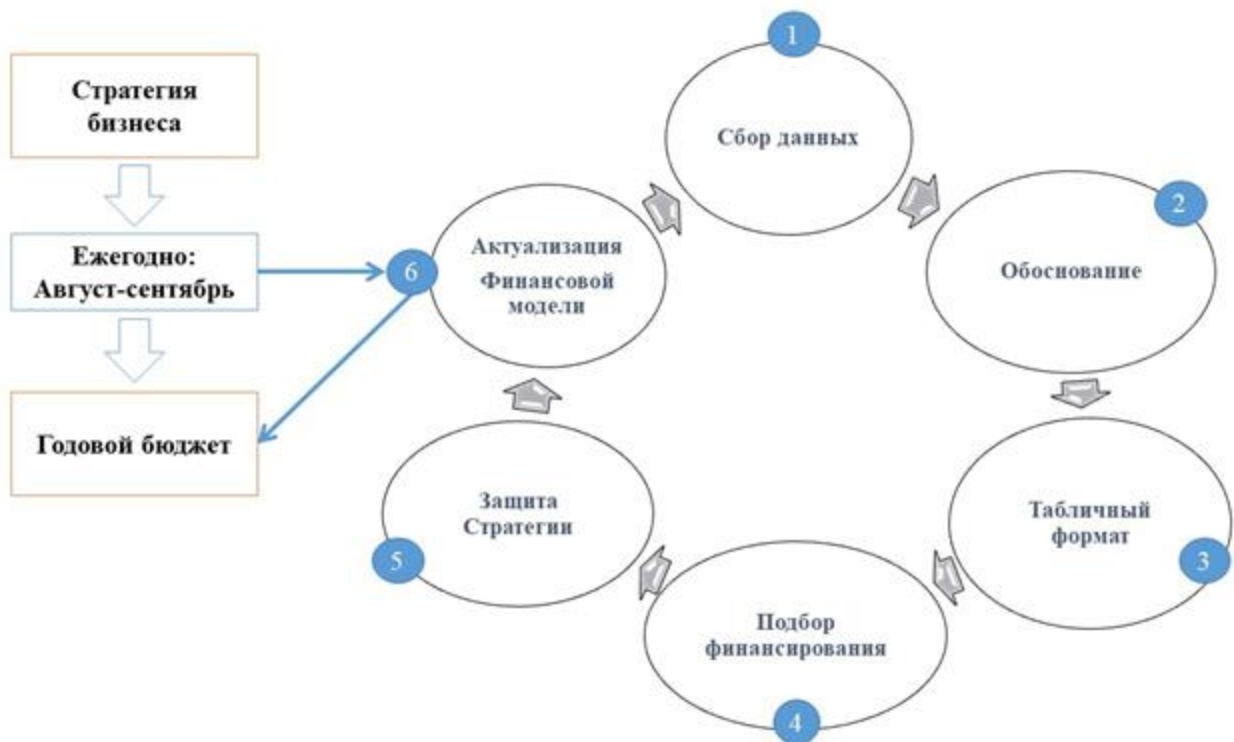 Стратегия
бизнеса
Ежегодно:
Август-сентябрь
Годовой бюджет
1
Сбор данных
2
Обоснование
3
Табличный
формат
4
Подбор
финансирования
5
Защита
Стратегии
6
Актуализация
Финансовой
модели